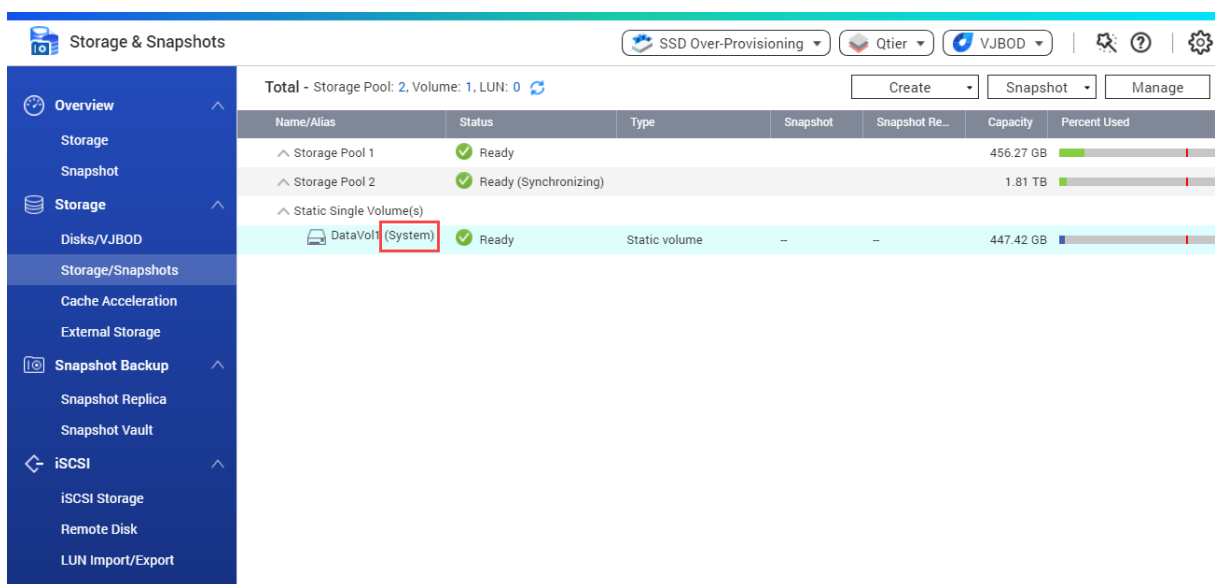 Storage & Snapshots
SSD Over-Provisioning
Qtier
VJBOD
Overview
Storage
Snapshot
Storage
Disks/VJBOD
Storage/Snapshots
Cache Acceleration
External Storage
Snapshot Backup
Snapshot Replica
Snapshot Vault
iSCSI
iSCSI Storage
Remote Disk
LUN Import/Export
Total - Storage Pool: 2, Volume: 1, LUN: 0
Create
Snapshot
Manage
Name/Alias Status Type Snapshot Snapshot Re... Capacity Percent Used
Storage Pool 1 Ready 456.27 GB
Storage Pool 2 Ready (Synchronizing) 1.81 TB
Static Single Volume(s)
DataVol1 (System) Ready Static volume -- -- 447.42 GB